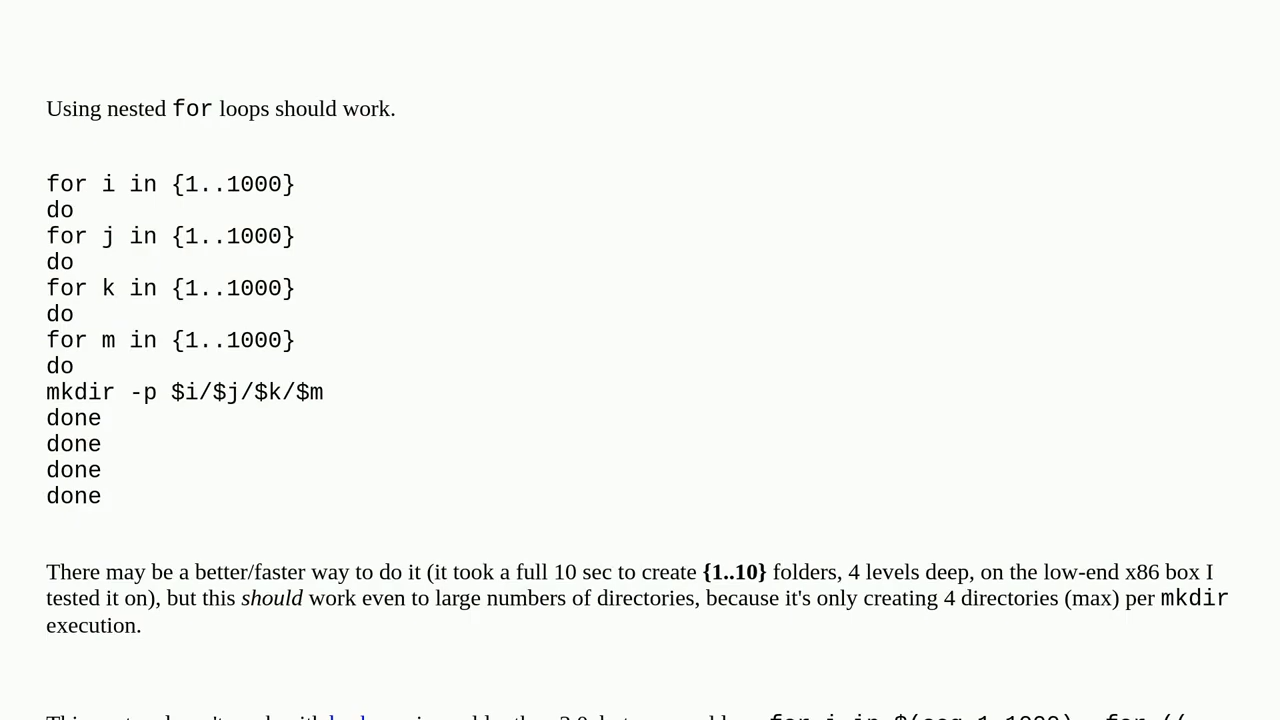 Using nested for loops should work.
for i in {1..1000}
do
for j in {1..1000}
do
for k in {1..1000}
do
for m in {1..1000}
do
mkdir -p $i/$j/$k/$m
done
done
done
done
There may be a better/faster way to do it (it took a full 10 sec to create {1..10} folders, 4 levels deep, on the low-end x86 box I
tested it on), but this should work even to large numbers of directories, because it's only creating 4 directories (max) per mkdir
execution.